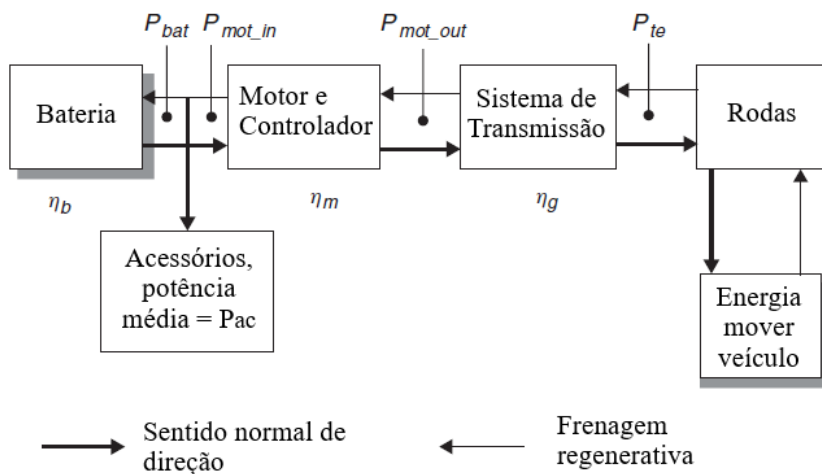 P_bat P_mot_in P_mot_out P_te
Bateria
Motor e
Controlador
Sistema de
Transmissão
Rodas
η_b η_m η_g
Acessórios,
potência
média = Pac
Energia
mover
veículo
Sentido normal de
direção
Frenagem
regenerativa